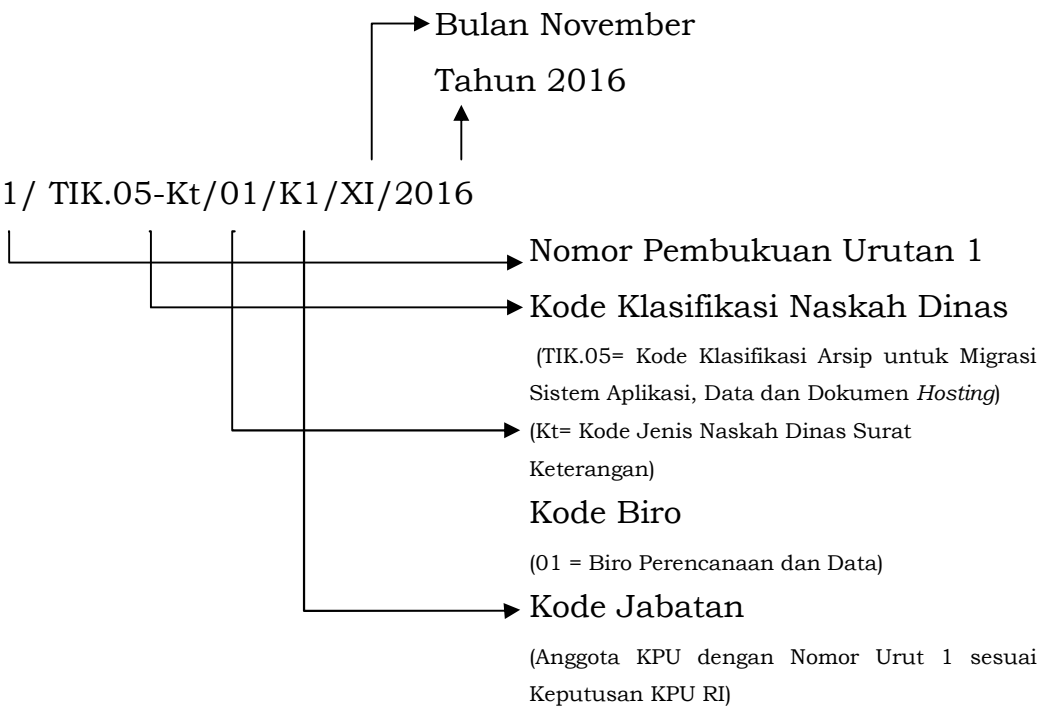 Bulan November
Tahun 2016
1/ TIK.05-Kt/01/K1/XI/2016
Nomor Pembukuan Urutan 1
Kode Klasifikasi Naskah Dinas
(TIK.05= Kode Klasifikasi Arsip untuk Migrasi
Sistem Aplikasi, Data dan Dokumen Hosting)
(Kt= Kode Jenis Naskah Dinas Surat
Keterangan)
Kode Biro
(01 = Biro Perencanaan dan Data)
Kode Jabatan
(Anggota KPU dengan Nomor Urut 1 sesuai
Keputusan KPU RI)